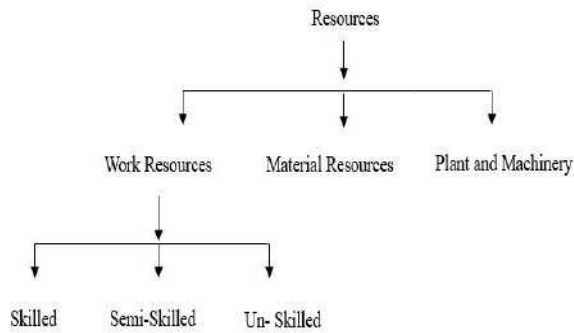 Resources
Work Resources Material Resources Plant and Machinery
Skilled Semi-Skilled Un- Skilled